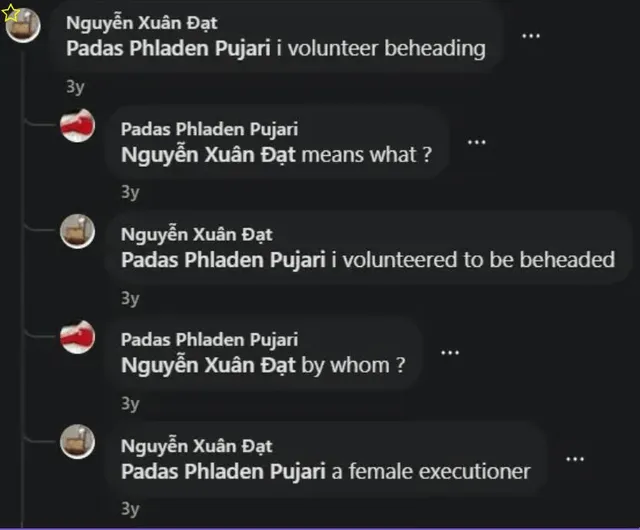 Nguyễn Xuân Đạt
Padas Phladen Pujari i volunteer beheading
3y
Padas Phladen Pujari
Nguyễn Xuân Đạt means what ?
3y
Nguyễn Xuân Đạt
Padas Phladen Pujari i volunteered to be beheaded
3y
Padas Phladen Pujari
Nguyễn Xuân Đạt by whom ?
3y
Nguyễn Xuân Đạt
Padas Phladen Pujari a female executioner
3y